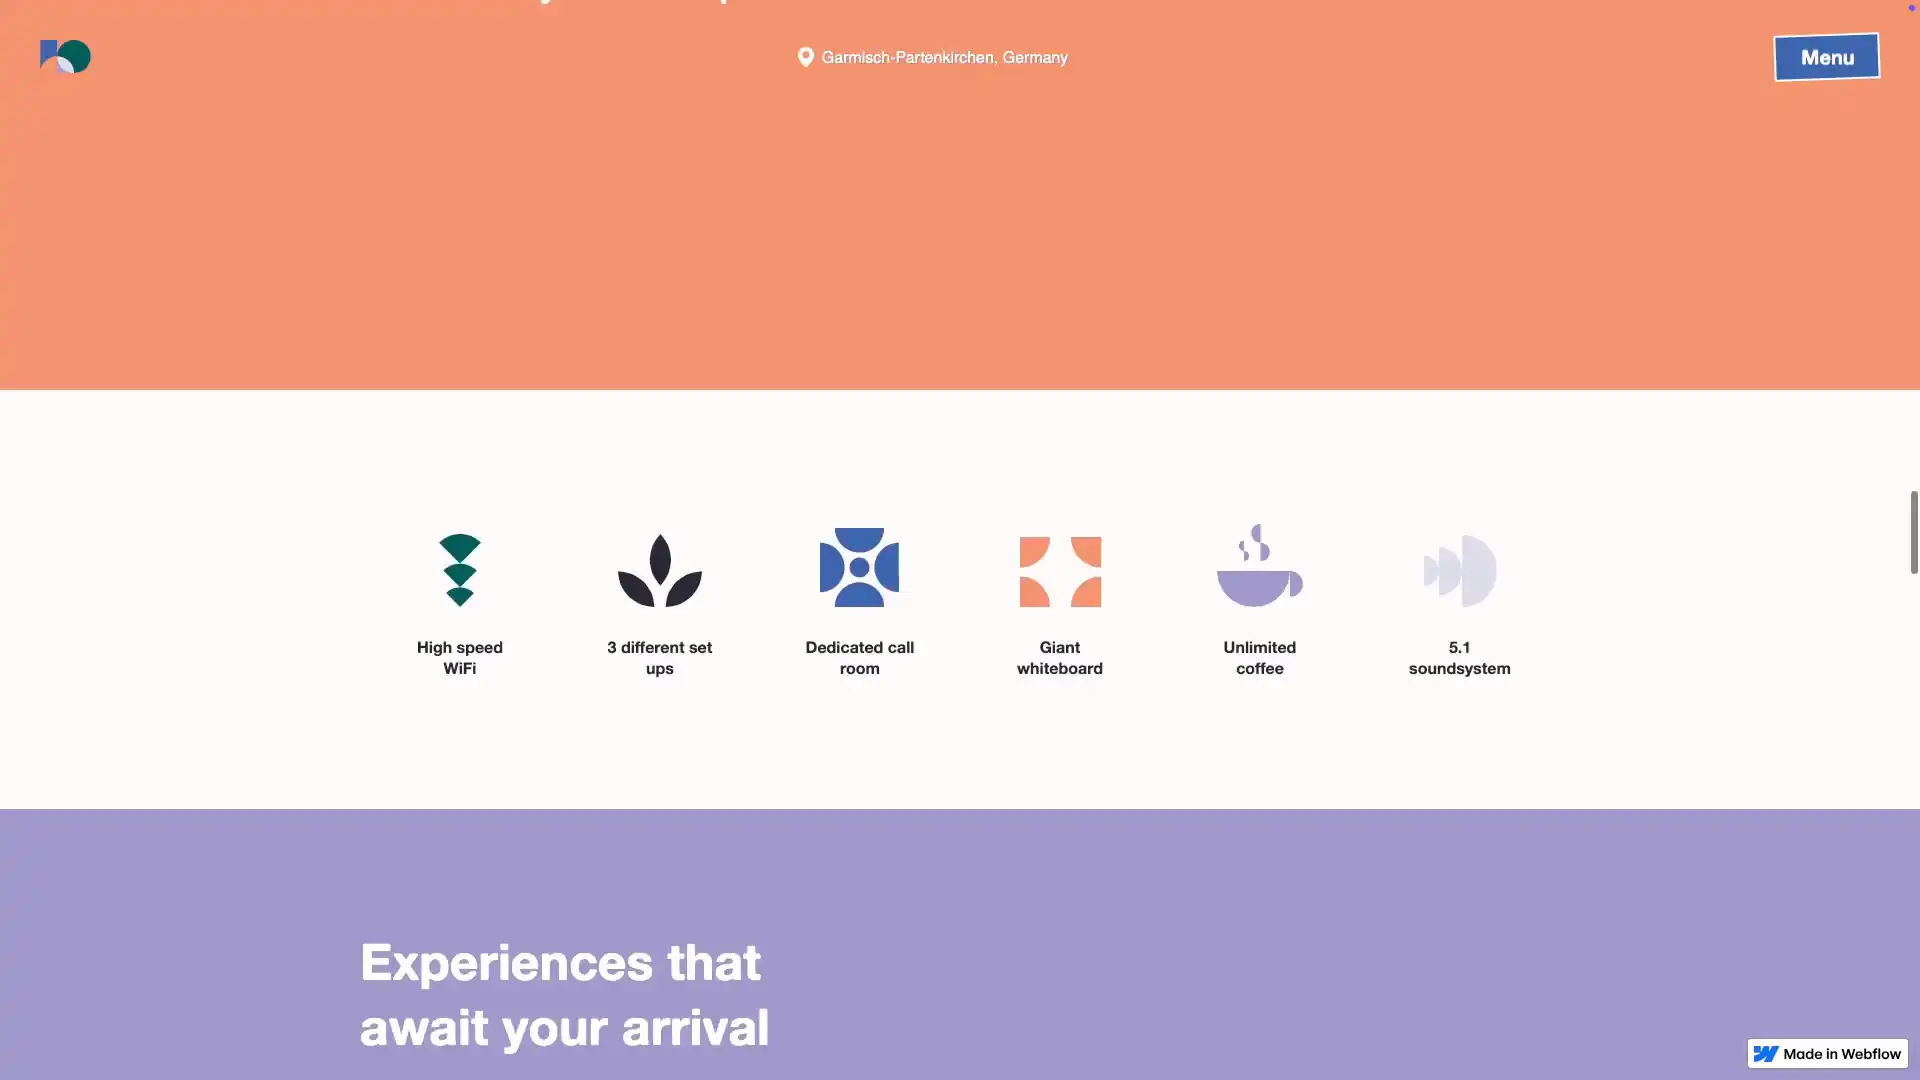 Garmisch-Partenkirchen, Germany
Menu
High speed
WiFi
3 different set
ups
Dedicated call
room
Giant
whiteboard
Unlimited
coffee
5.1
soundsystem
Experiences that
await your arrival
Made in Webflow